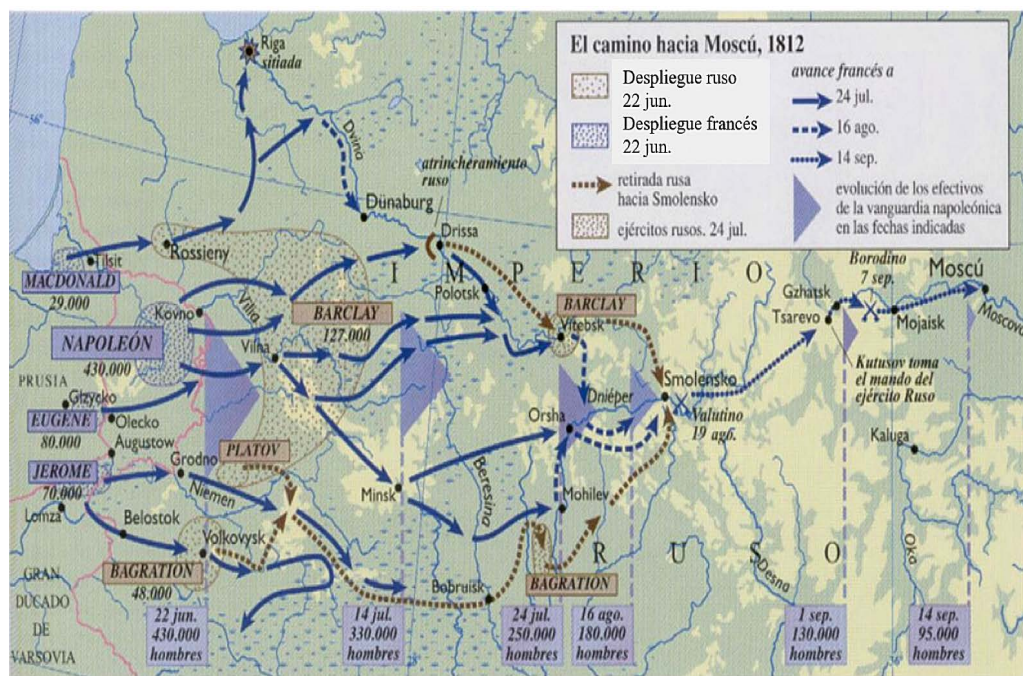 El camino hacia Moscú, 1812
Despliegue ruso
22 jun.
Despliegue francés
22 jun.
retirada rusa
hacia Smolensko
ejércitos rusos. 24 jul.
avance francés a
24 jul.
16 ago.
14 sep.
evolución de los efectivos
de la vanguardia napoleónica
en las fechas indicadas
Riga
sitiada
56°
56°
Dvina
atrincheramiento
ruso
Dünaburg
Drissa
Rossieny
Tilsit
MACDONALD
29.000
I M P E R I O
Polotsk
Borodino
7 sep.
Moscú
Gzhatsk
Tsarevo
Mojaisk
Moscova
Kovno
Vilia
BARCLAY
127.000
BARCLAY
Vitebsk
NAPOLEÓN
430.000
Vilna
PRUSIA
Kutusov toma
el mando del
ejército Ruso
Glzycko
EUGENE
80.000
Olecko
Augustow
Smolensko
Dniéper
Orsha
Valutino
19 agó.
Kaluga
PLATOV
JEROME
70.000
Grodno
Niemen
Minsk
Beresina
Mohilev
Lomza
Belostok
Volkovysk
R U S O
Desna
Oka
BAGRATION
48.000
Bobruisk
BAGRATION
GRAN
DUCADO
DE
VARSOVIA
22 jun.
430.000
hombres
14 jul.
330.000
hombres
24 jul.
250.000
hombres
16 ago.
180.000
hombres
1 sep.
130.000
hombres
14 sep.
95.000
hombres
28°
36°